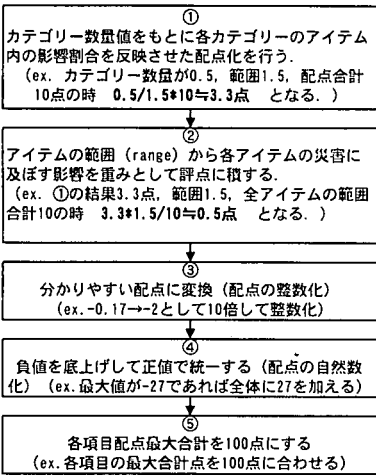 ①
カテゴリー数量値をもとに各カテゴリーのアイテム
内の影響割合を反映させた配点化を行う.
(ex. カテゴリー数量が0.5, 範囲1.5, 配点合計
10点の時 0.5/1.5*10≒3.3点 となる. )
②
アイテムの範囲 (range) から各アイテムの災害に
及ぼす影響を重みとして評点に積する.
(ex. ①の結果3.3点, 範囲1.5, 全アイテムの範囲
合計10の時 3.3*1.5/10≒0.5点 となる. )
③
分かりやすい配点に変換 (配点の整数化)
(ex.-0.17→-2として10倍して整数化)
④
負値を底上げして正値で統一する (配点の自然数
化) (ex.最大値が-27であれば全体に27を加える)
⑤
各項目配点最大合計を100点にする
(ex.各項目の最大合計点を100点に合わせる)